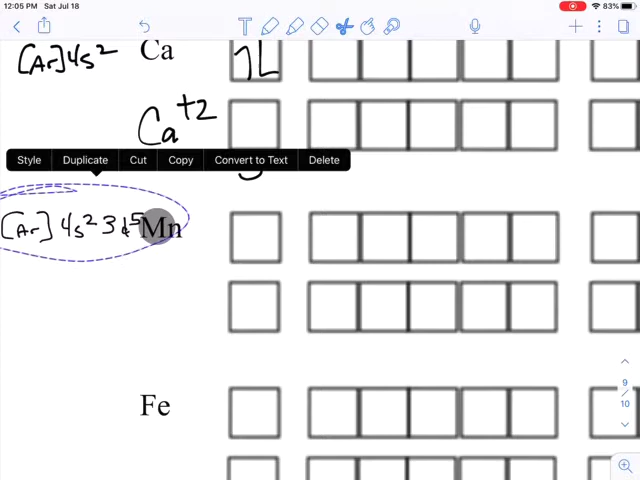 12:05 PM Sat Jul 18
83%
[Ar]4s² Ca 1L
Ca⁺²
Style Duplicate Cut Copy Convert to Text Delete
[Ar] 4s² 3d⁵ Mn
9
/
10
Fe